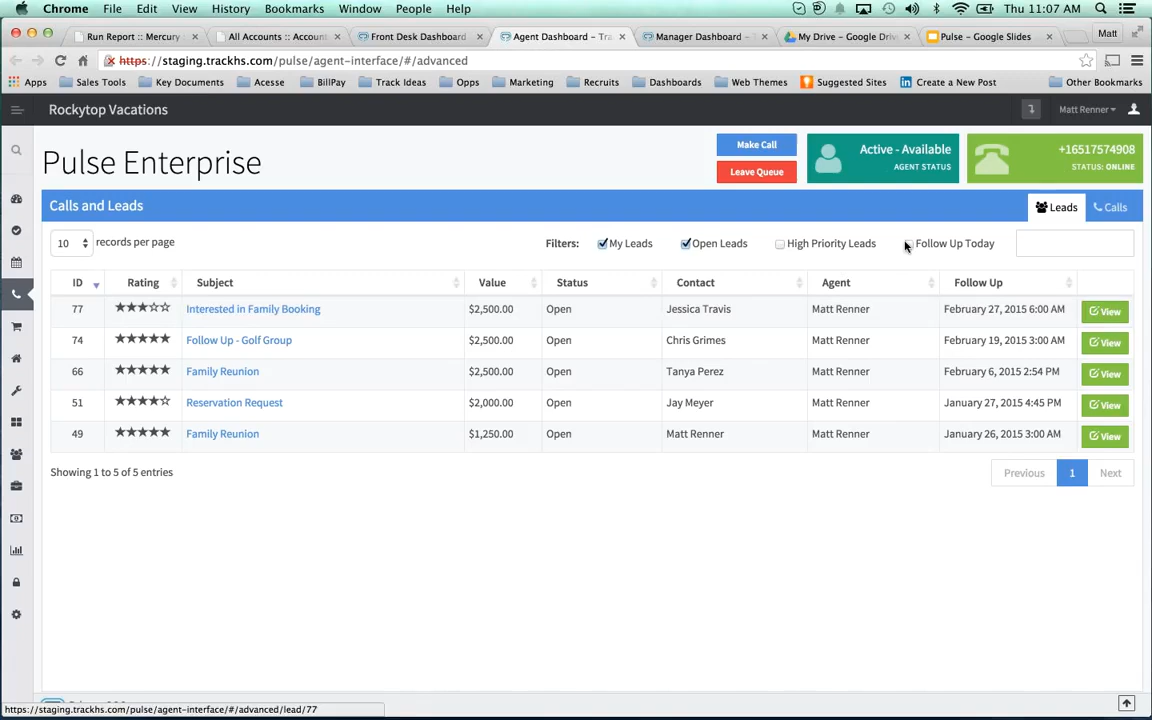 Chrome File Edit View History Bookmarks Window People Help Thu 11:07 AM
Run Report :: Mercury All Accounts :: Account Front Desk Dashboard Agent Dashboard – Tra Manager Dashboard – T My Drive – Google Drive Pulse – Google Slides Matt
https://staging.trackhs.com/pulse/agent-interface/#/advanced
Apps Sales Tools Key Documents Acesse BillPay Track Ideas Opps Marketing Recruits Dashboards Web Themes Suggested Sites Create a New Post Other Bookmarks
Rockytop Vacations Matt Renner
Pulse Enterprise
Make Call
Leave Queue
Active - Available
AGENT STATUS
+16517574908
STATUS: ONLINE
Calls and Leads Leads Calls
10 records per page Filters: My Leads Open Leads High Priority Leads Follow Up Today
ID Rating Subject Value Status Contact Agent Follow Up
77 Interested in Family Booking $2,500.00 Open Jessica Travis Matt Renner February 27, 2015 6:00 AM View
74 Follow Up - Golf Group $2,500.00 Open Chris Grimes Matt Renner February 19, 2015 3:00 AM View
66 Family Reunion $2,500.00 Open Tanya Perez Matt Renner February 6, 2015 2:54 PM View
51 Reservation Request $2,000.00 Open Jay Meyer Matt Renner January 27, 2015 4:45 PM View
49 Family Reunion $1,250.00 Open Matt Renner Matt Renner January 26, 2015 3:00 AM View
Showing 1 to 5 of 5 entries Previous 1 Next
https://staging.trackhs.com/pulse/agent-interface/#/advanced/lead/77